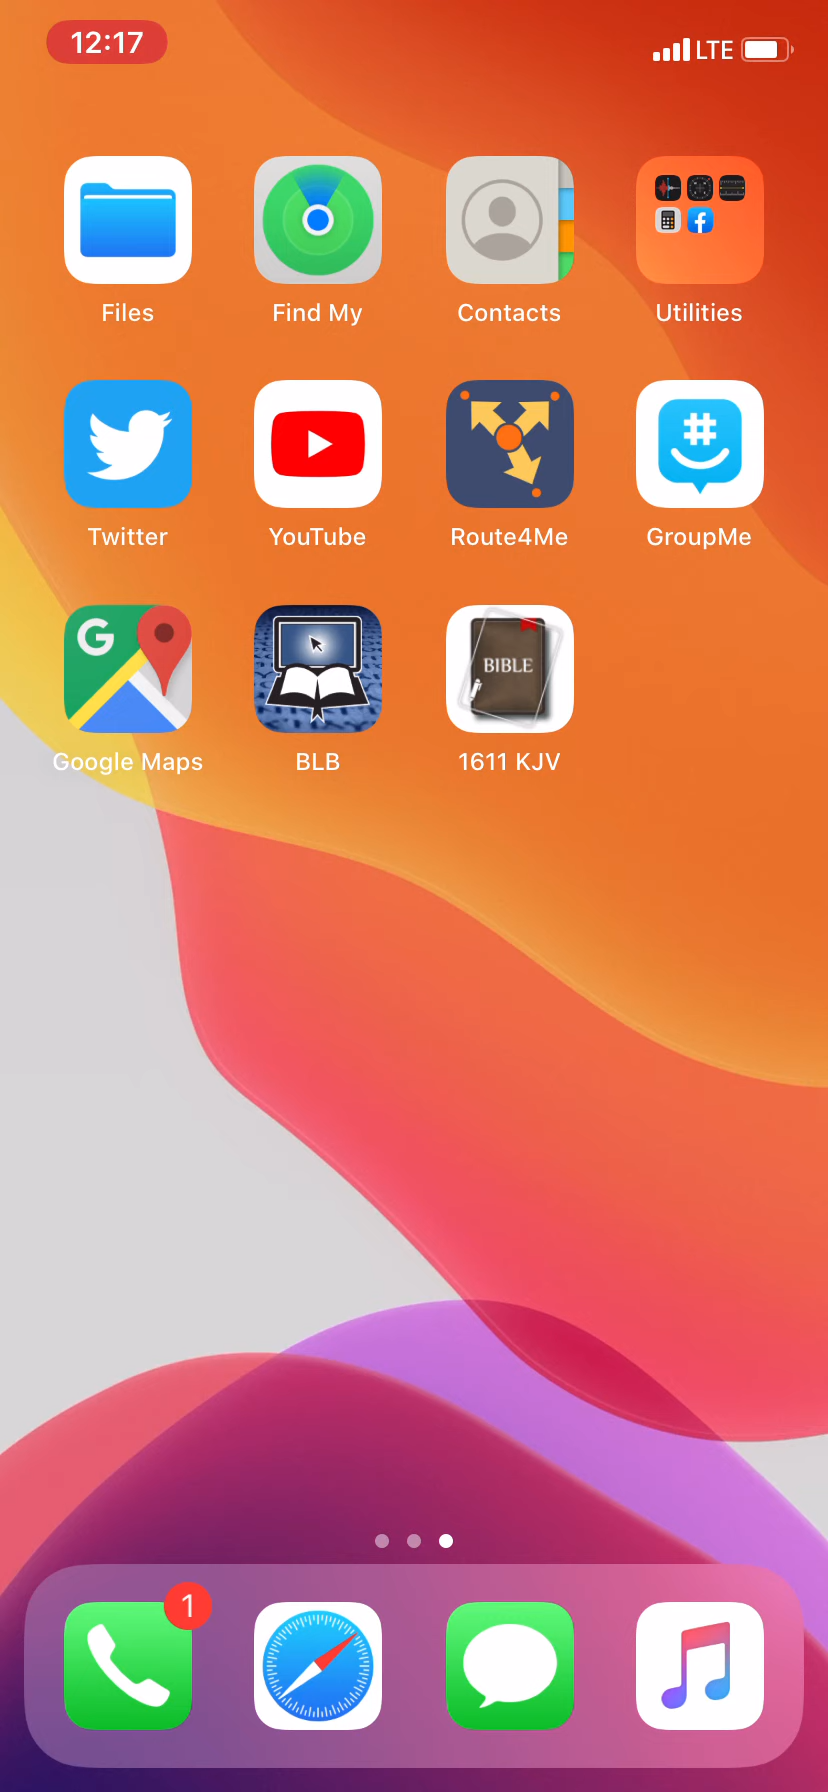 12:17
LTE
Files
Find My
Contacts
Utilities
Twitter
YouTube
Route4Me
GroupMe
G
BIBLE
Google Maps
BLB
1611 KJV
1